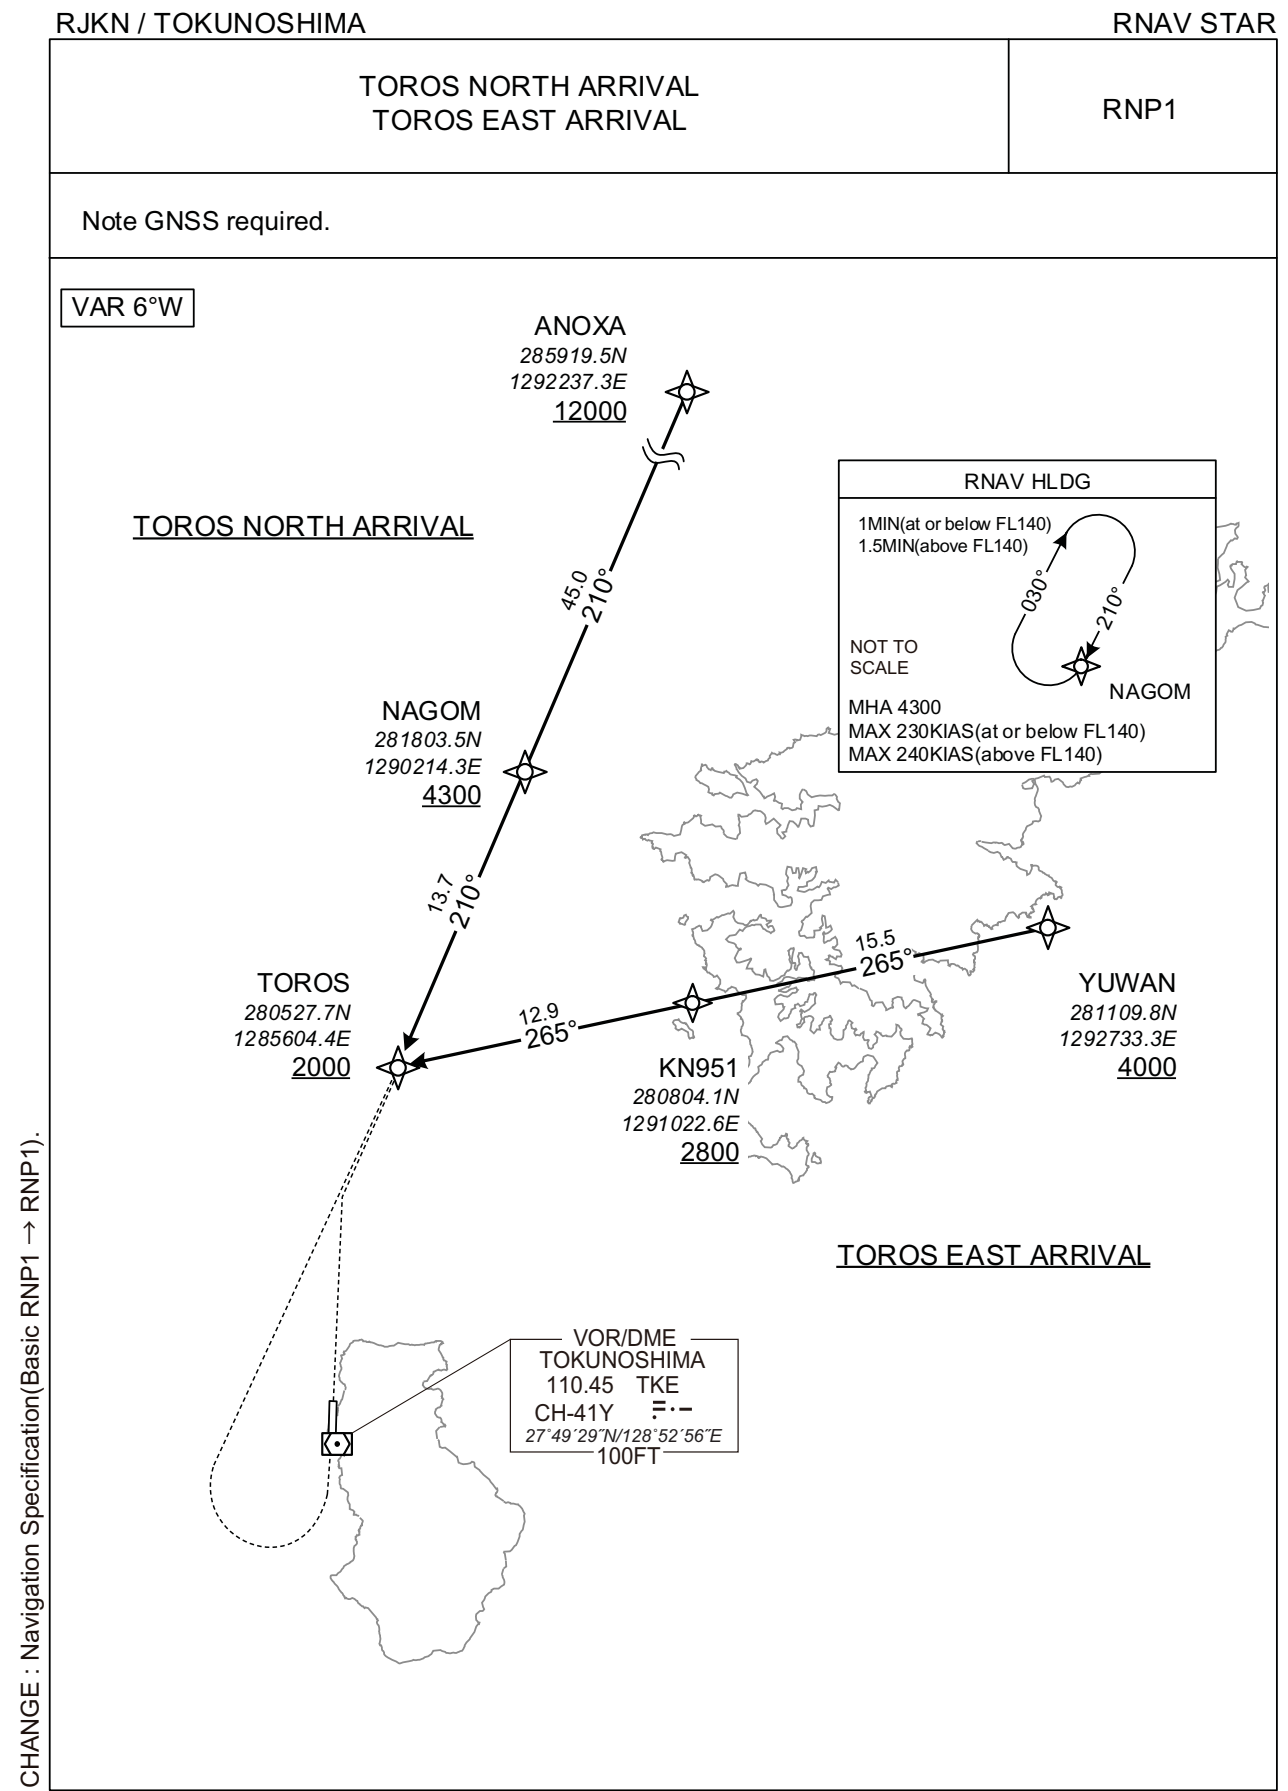 RJKN / TOKUNOSHIMA
RNAV STAR
TOROS NORTH ARRIVAL
TOROS EAST ARRIVAL
RNP1
Note GNSS required.
VAR 6°W
ANOXA
285919.5N
1292237.3E
12000
TOROS NORTH ARRIVAL
45.0
210°
RNAV HLDG
1MIN(at or below FL140)
1.5MIN(above FL140)
030°
210°
NOT TO
SCALE
NAGOM
MHA 4300
MAX 230KIAS(at or below FL140)
MAX 240KIAS(above FL140)
NAGOM
281803.5N
1290214.3E
4300
13.7
210°
TOROS
280527.7N
1285604.4E
2000
12.9
265°
15.5
265°
YUWAN
281109.8N
1292733.3E
4000
KN951
280804.1N
1291022.6E
2800
TOROS EAST ARRIVAL
VOR/DME
TOKUNOSHIMA
110.45 TKE
CH-41Y
27°49′29″N/128°52′56″E
100FT
CHANGE : Navigation Specification(Basic RNP1 → RNP1).